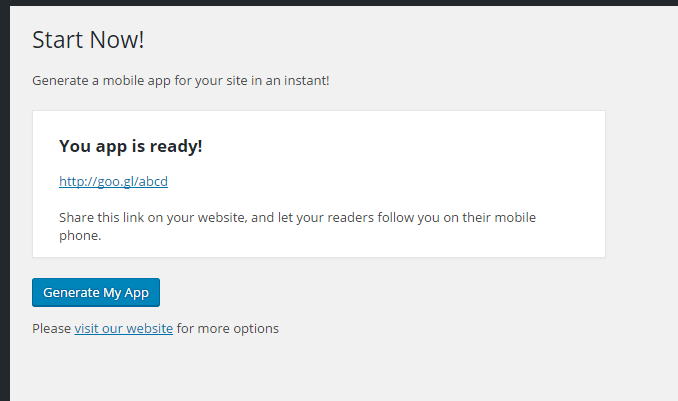 Start Now!
Generate a mobile app for your site in an instant!
You app is ready!
http://goo.gl/abcd
Share this link on your website, and let your readers follow you on their mobile
phone.
Generate My App
Please visit our website for more options